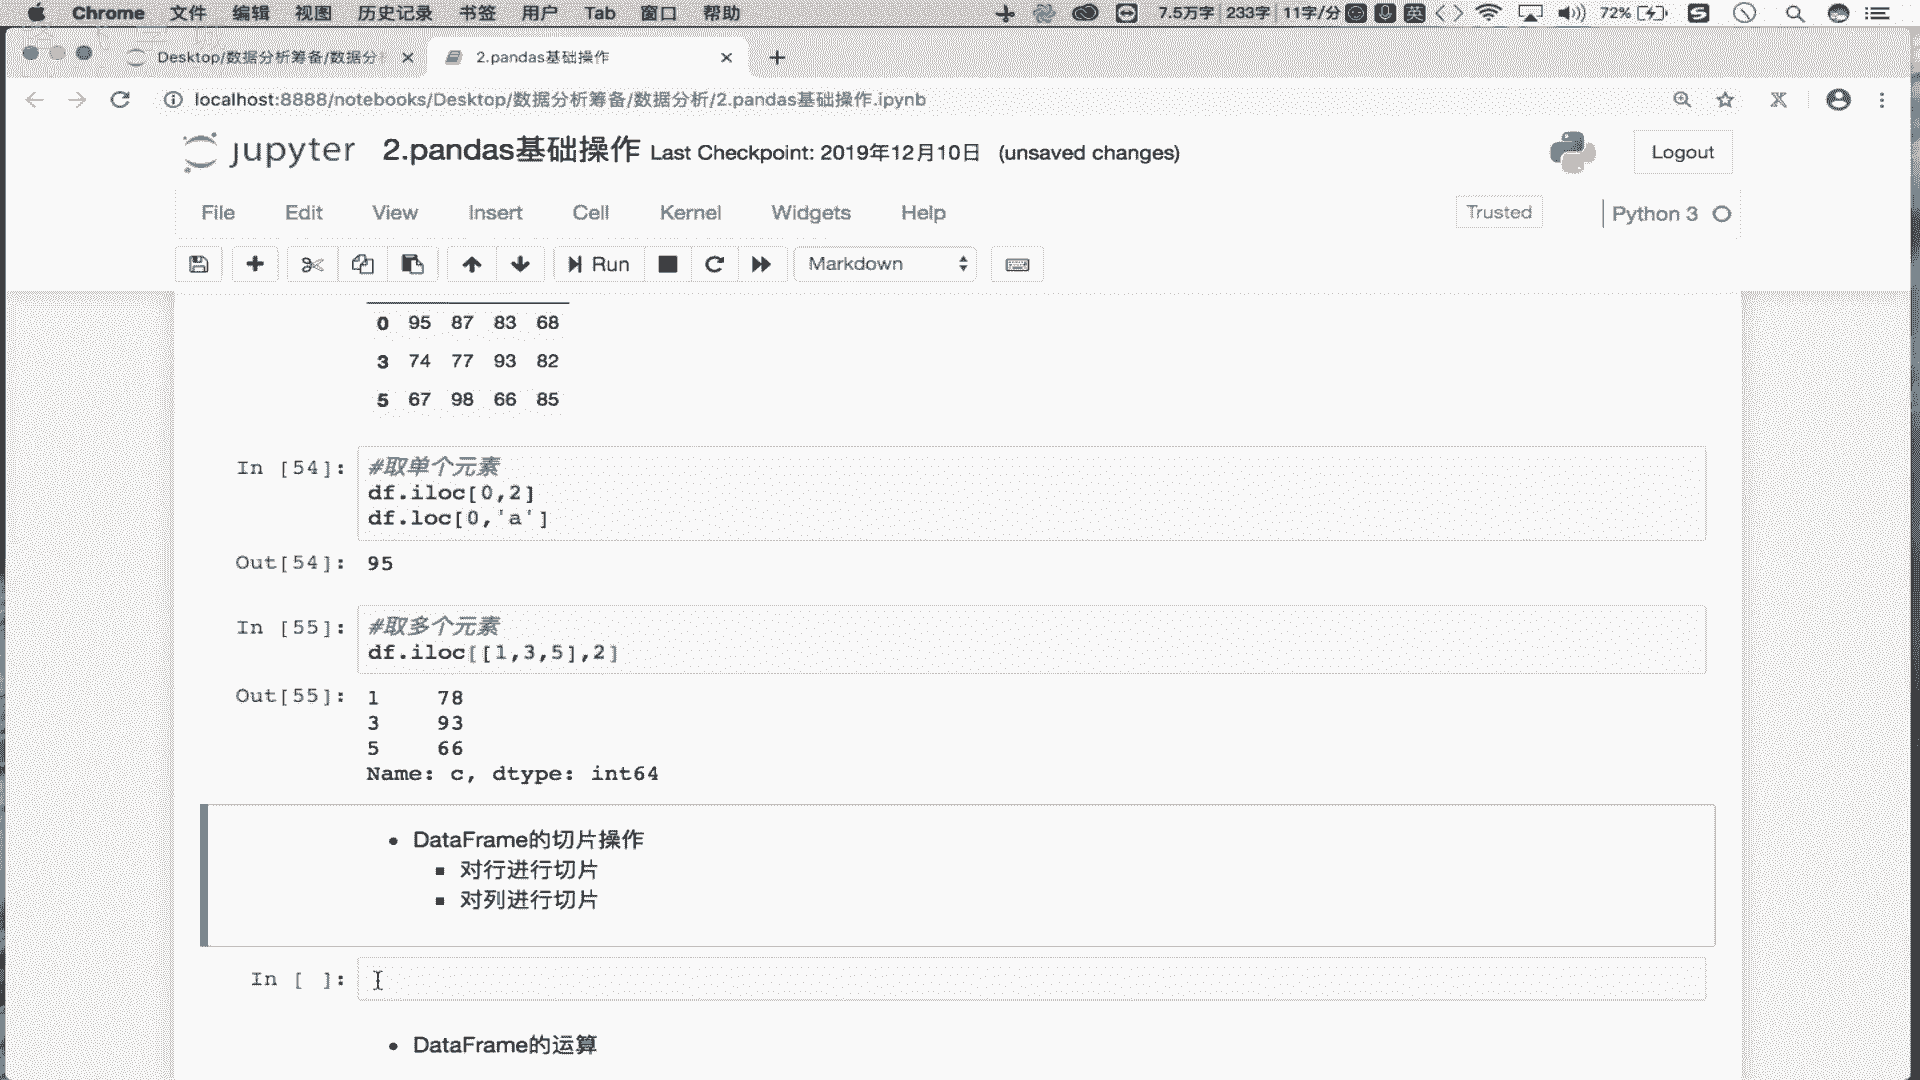 Chrome 文件 编辑 视图 历史记录 书签 用户 Tab 窗口 帮助 7.5万字 233字 11字/分 英 72%
Desktop/数据分析筹备/数据分 2.pandas基础操作
localhost:8888/notebooks/Desktop/数据分析筹备/数据分析/2.pandas基础操作.ipynb
jupyter 2.pandas基础操作 Last Checkpoint: 2019年12月10日 (unsaved changes) Logout
File Edit View Insert Cell Kernel Widgets Help Trusted Python 3
Run Markdown
0 95 87 83 68
3 74 77 93 82
5 67 98 66 85
In [54]: #取单个元素
df.iloc[0,2]
df.loc[0,'a']
Out[54]: 95
In [55]: #取多个元素
df.iloc[[1,3,5],2]
Out[55]: 1 78
3 93
5 66
Name: c, dtype: int64
• DataFrame的切片操作
▪ 对行进行切片
▪ 对列进行切片
In [ ]:
• DataFrame的运算